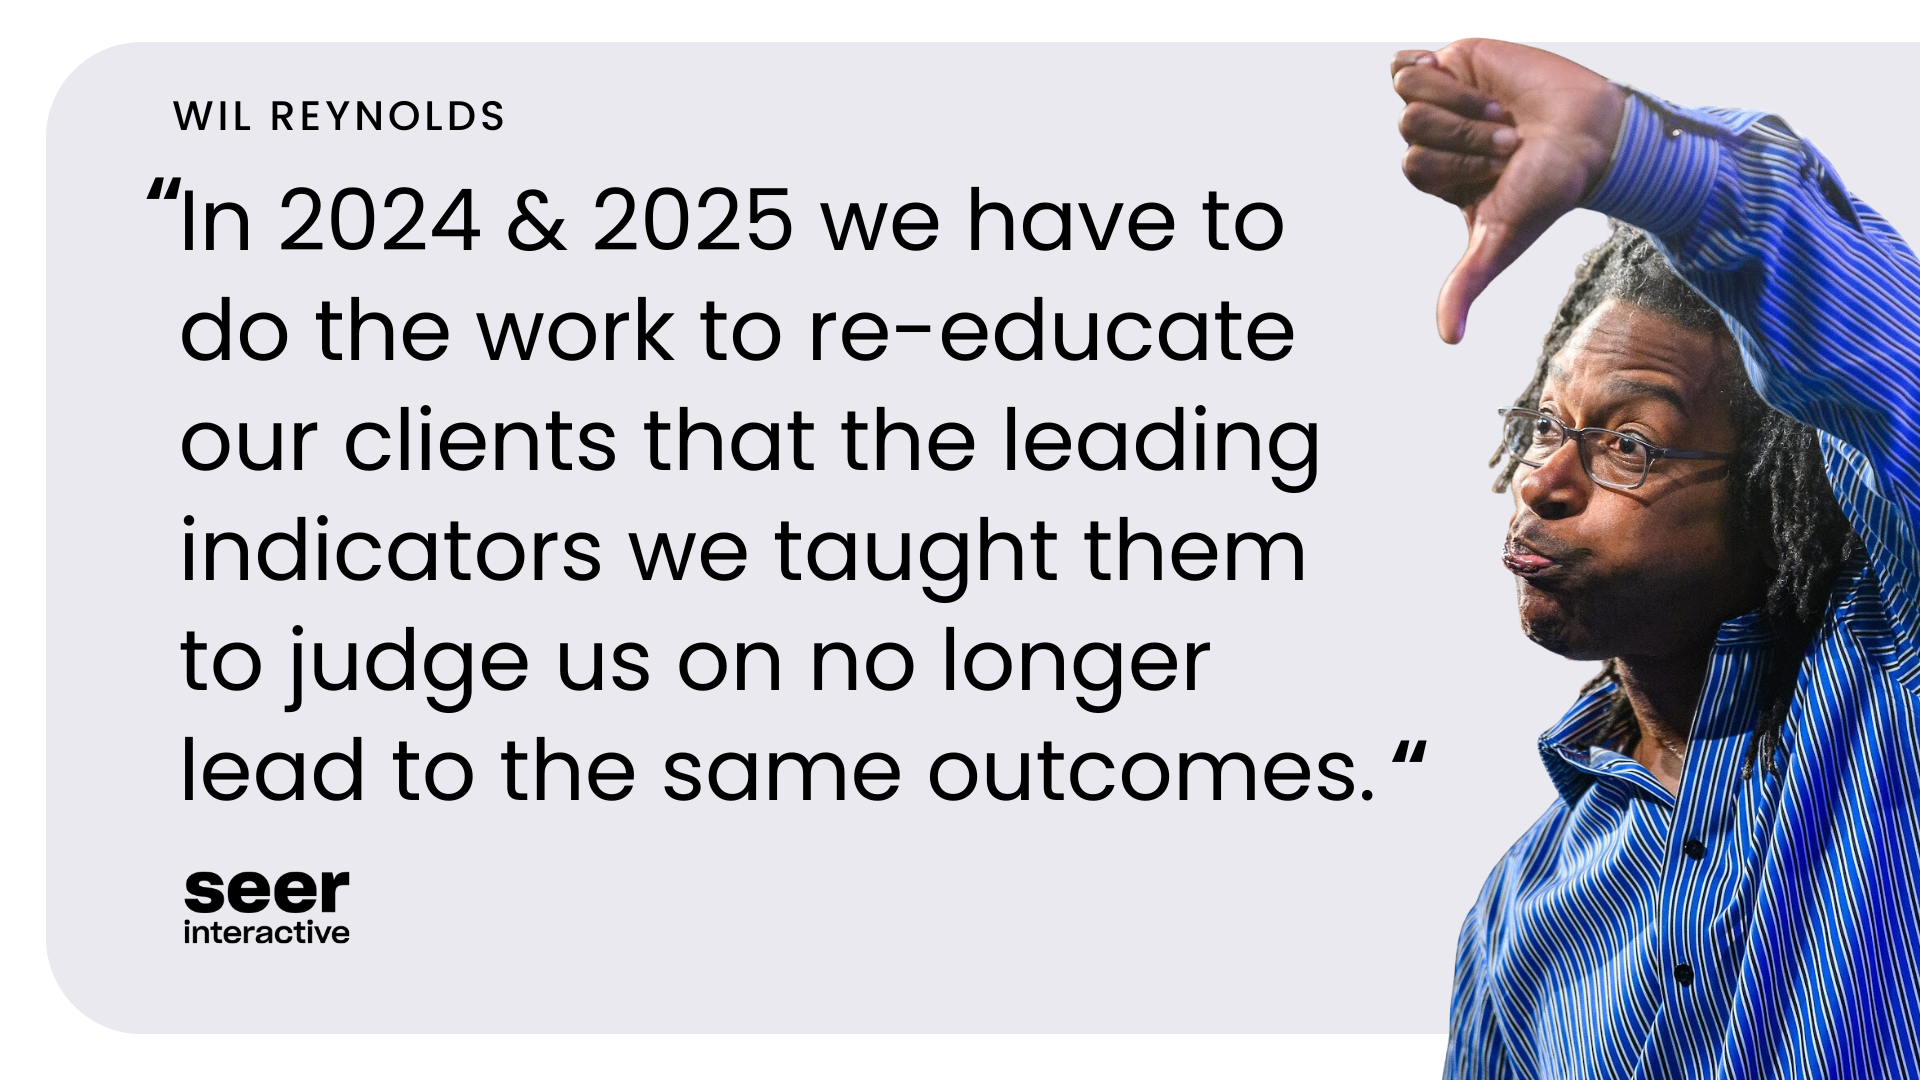 WIL REYNOLDS
“In 2024 & 2025 we have to
do the work to re-educate
our clients that the leading
indicators we taught them
to judge us on no longer
lead to the same outcomes.“
seer
interactive